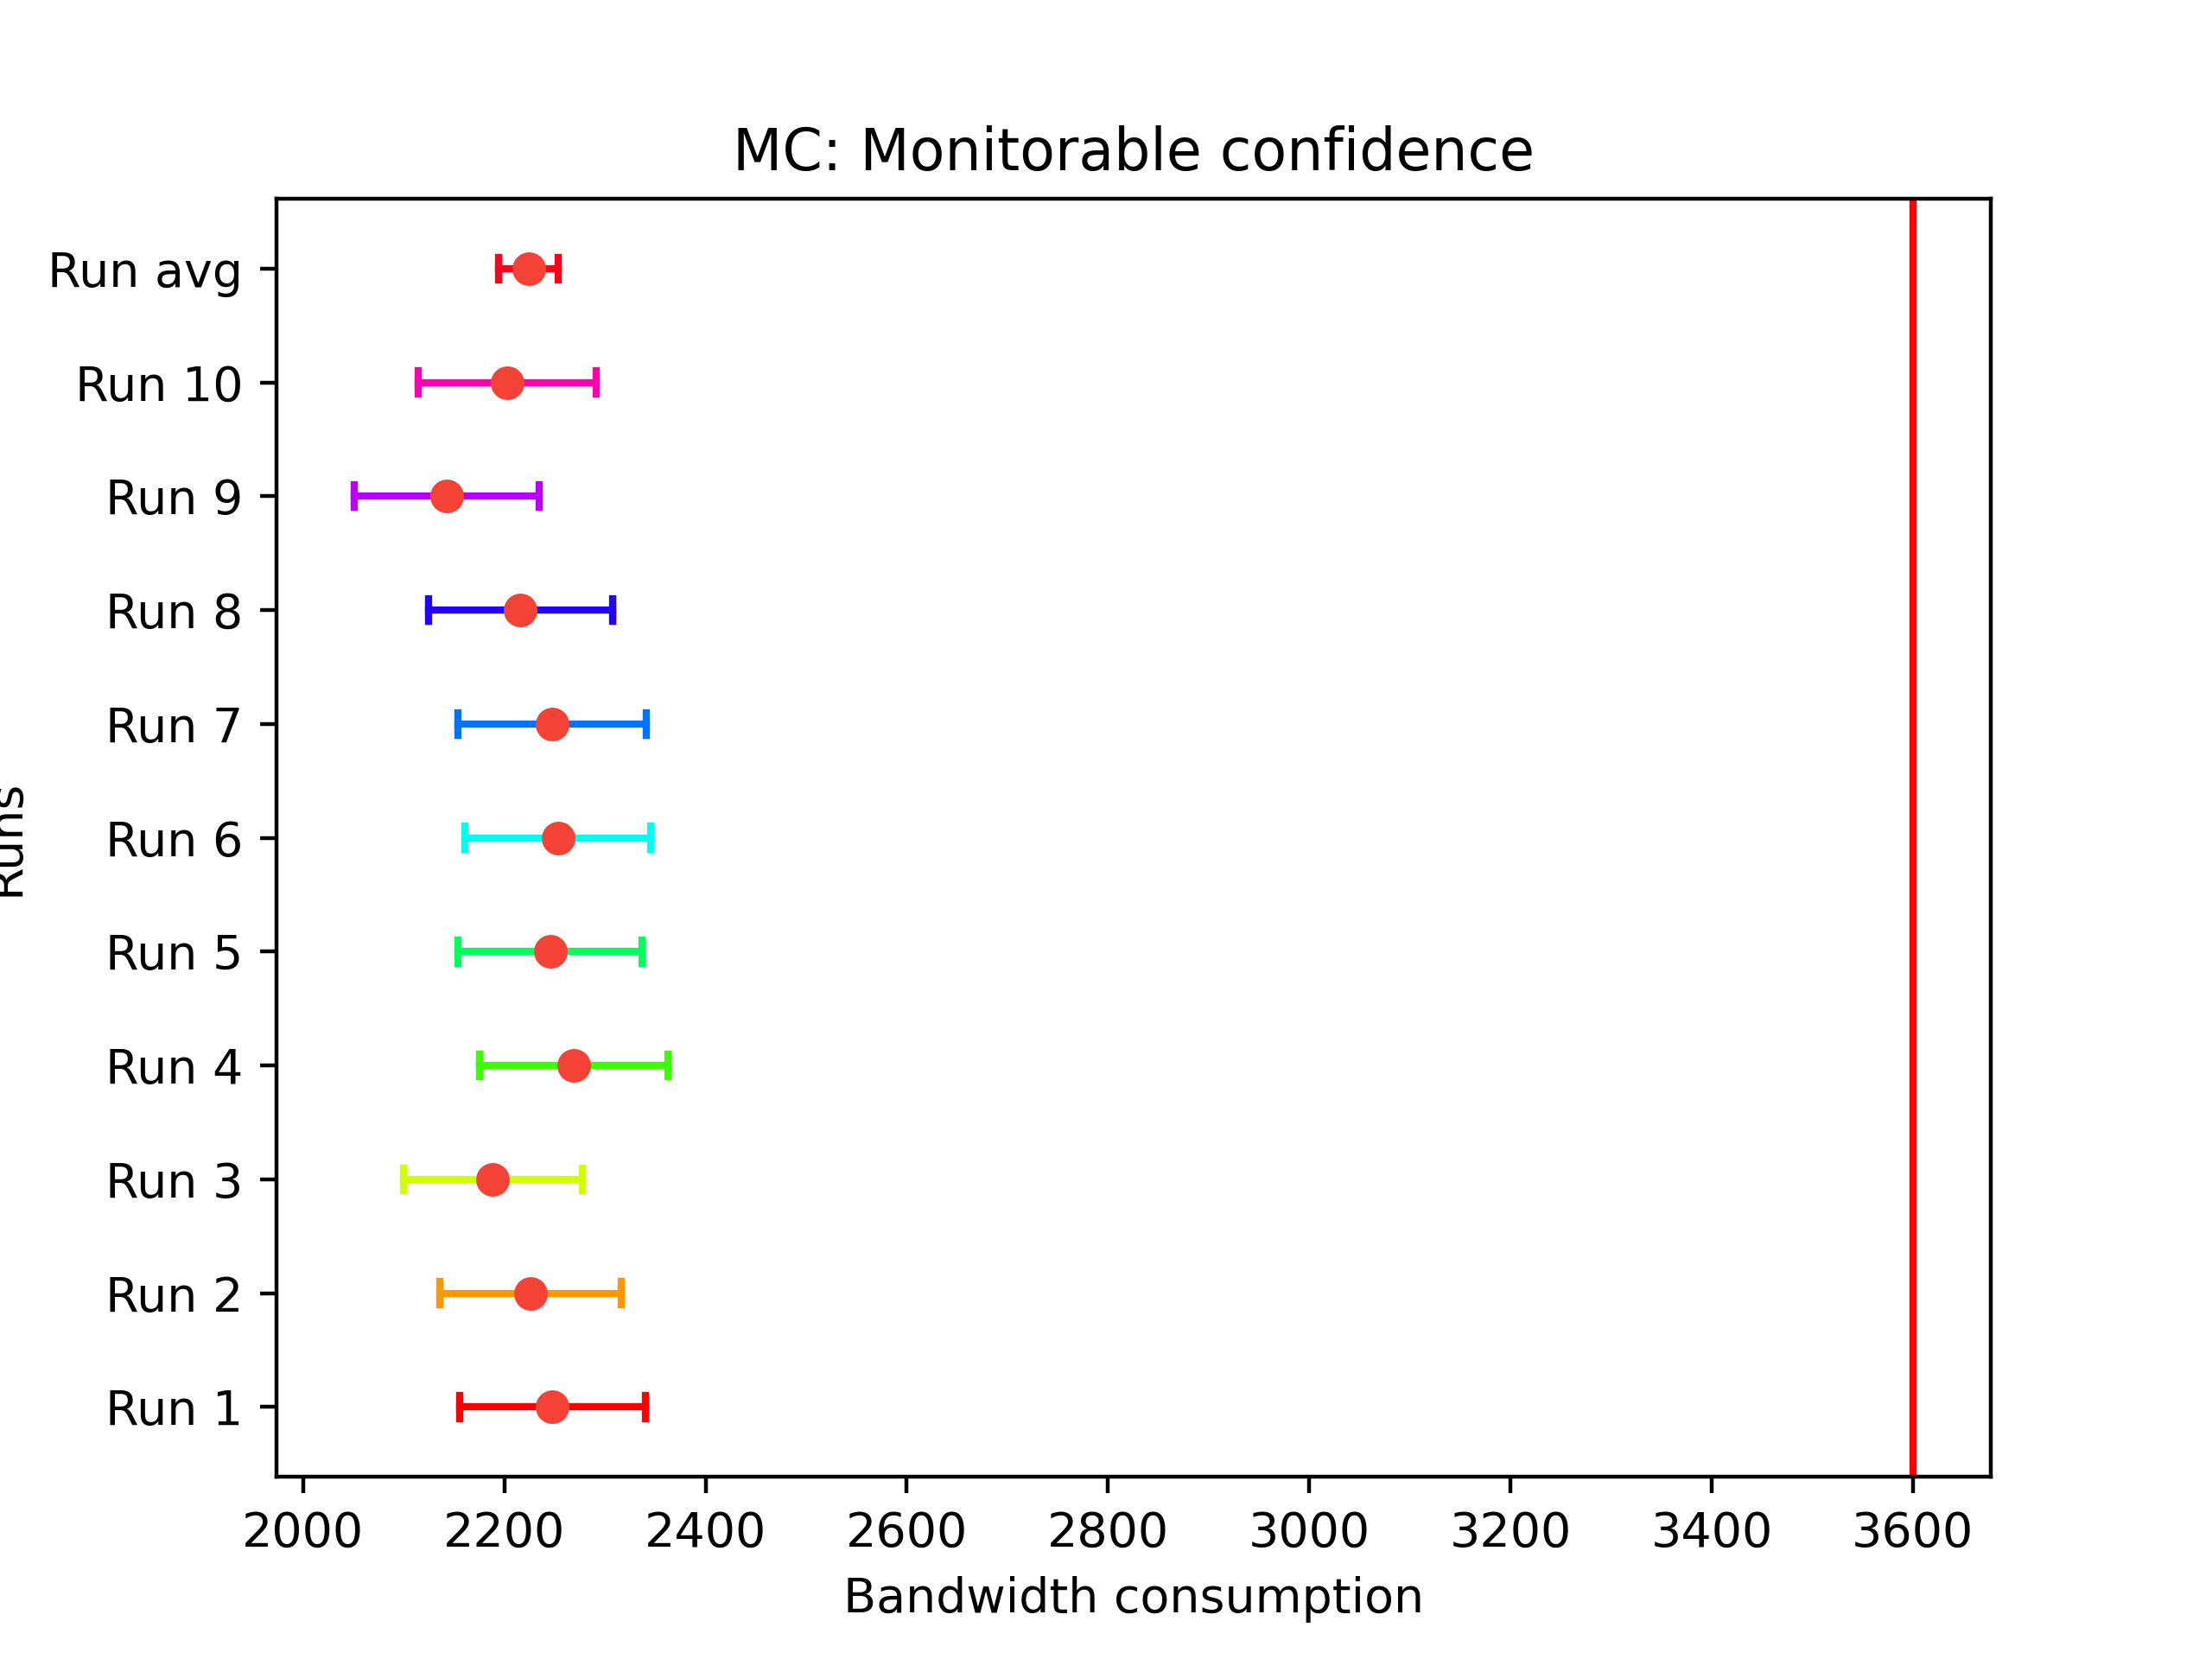 MC: Monitorable confidence
Run avg
Run 10
Run 9
Run 8
Run 7
Run 6
Run 5
Run 4
Run 3
Run 2
Run 1
Runs
2000 2200 2400 2600 2800 3000 3200 3400 3600
Bandwidth consumption